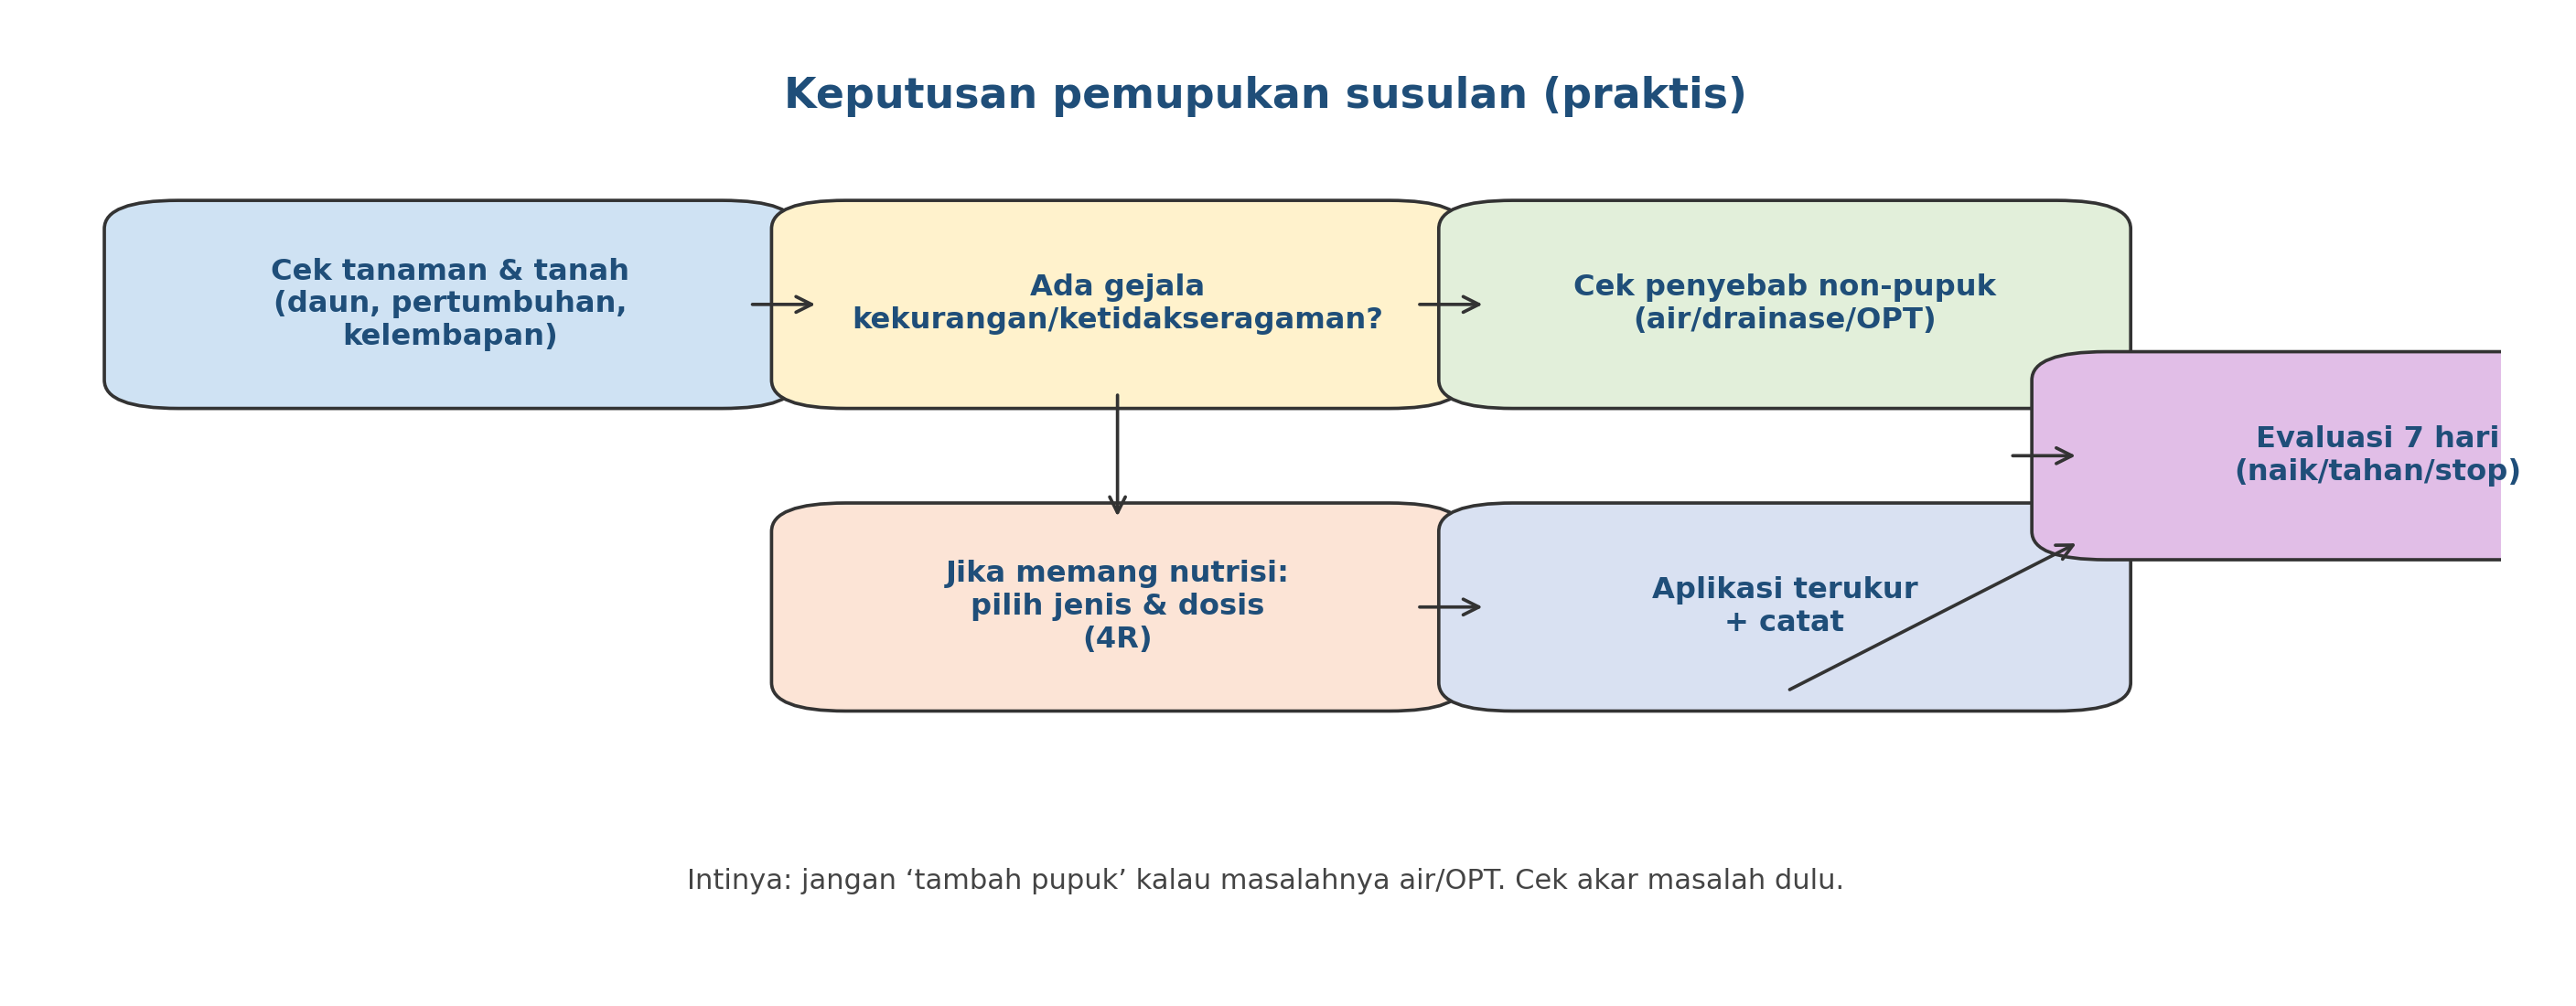 Keputusan pemupukan susulan (praktis)
Cek tanaman & tanah
(daun, pertumbuhan,
kelembapan)
Ada gejala
kekurangan/ketidakseragaman?
Cek penyebab non-pupuk
(air/drainase/OPT)
Evaluasi 7 hari
(naik/tahan/stop)
Jika memang nutrisi:
pilih jenis & dosis
(4R)
Aplikasi terukur
+ catat
Intinya: jangan ‘tambah pupuk’ kalau masalahnya air/OPT. Cek akar masalah dulu.